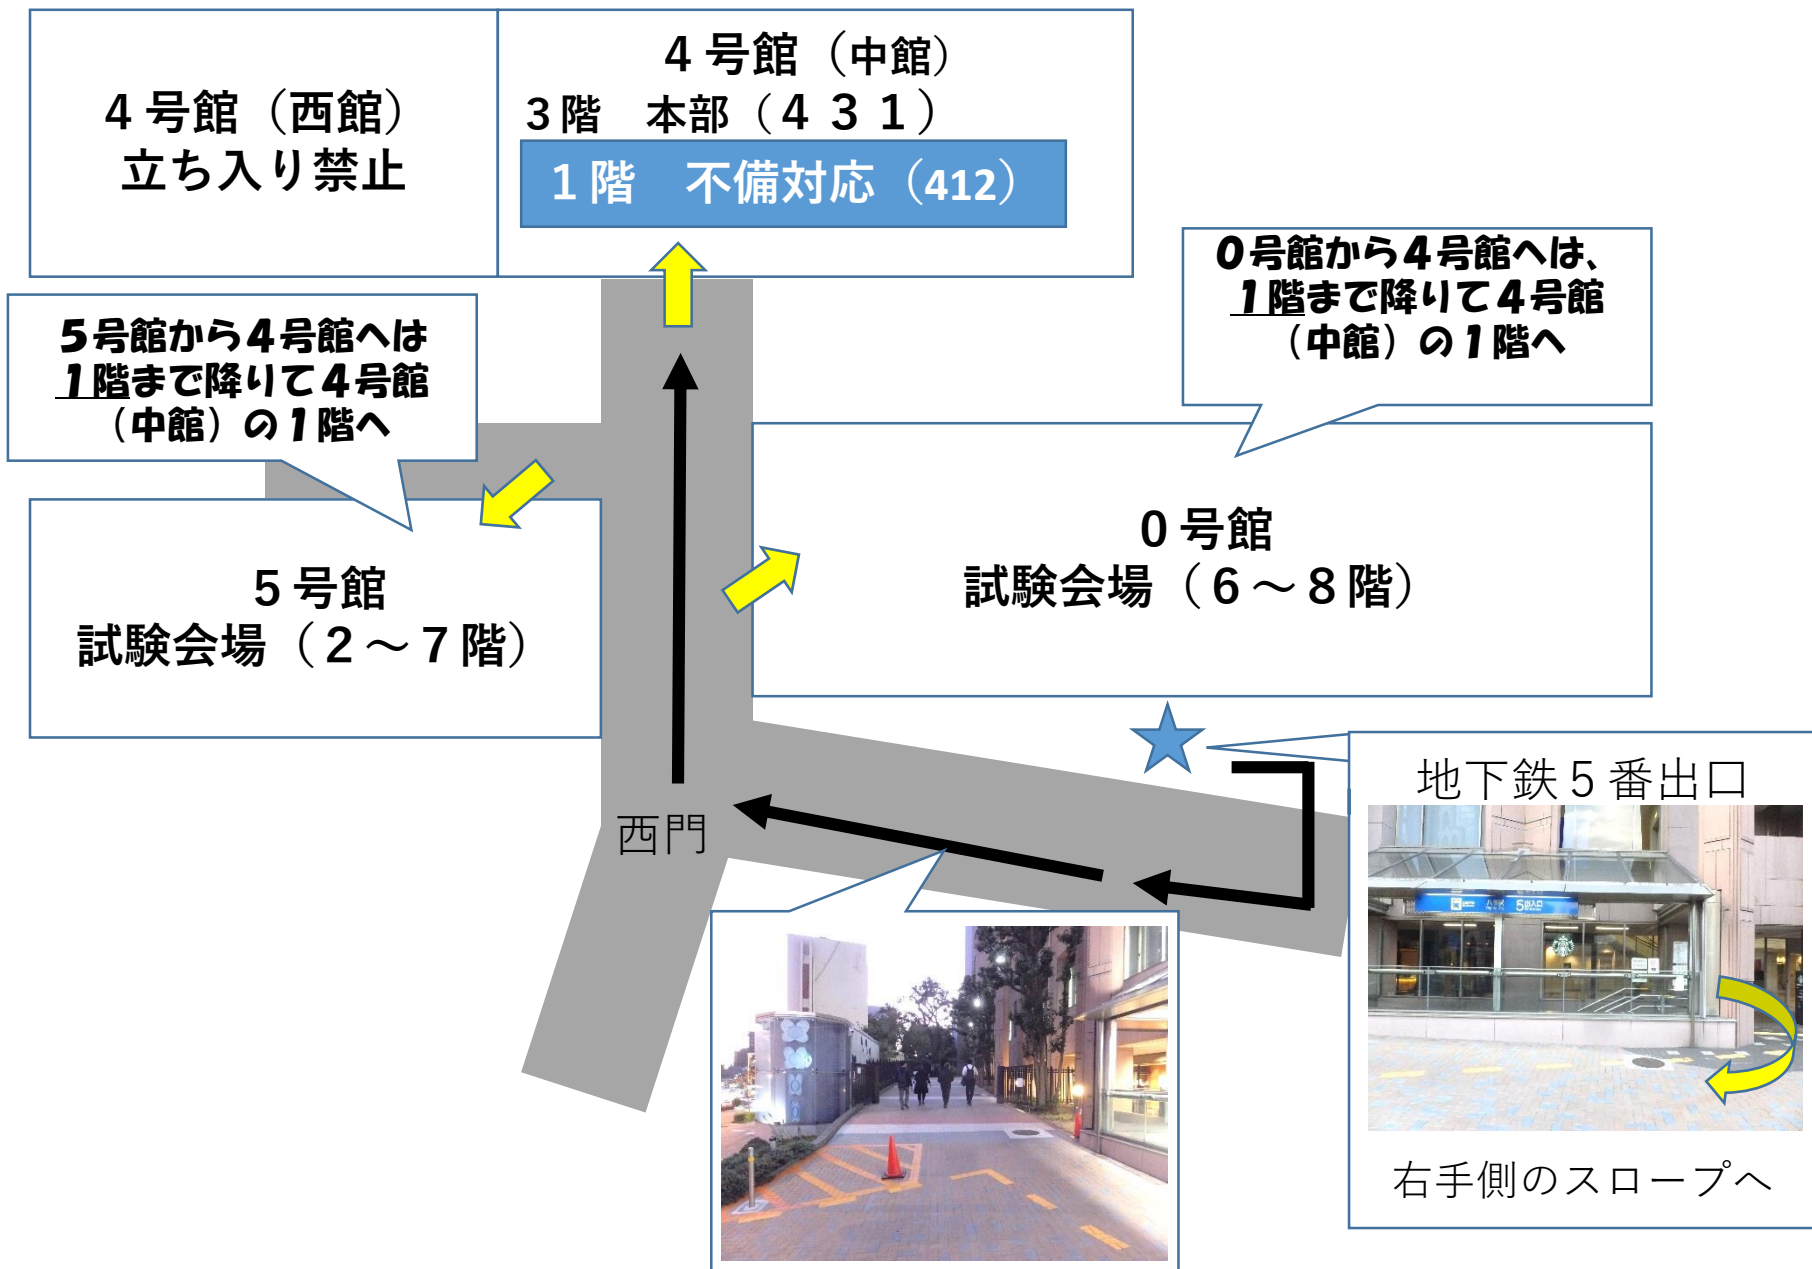 ４号館（西館）
立ち入り禁止
４号館（中館）
３階　本部（４３１）
１階　不備対応（412）
０号館から４号館へは、
１階まで降りて４号館
（中館）の１階へ
５号館から４号館へは
１階まで降りて４号館
（中館）の１階へ
０号館
試験会場（６～８階）
５号館
試験会場（２～７階）
西門
地下鉄５番出口
5出入口
右手側のスロープへ